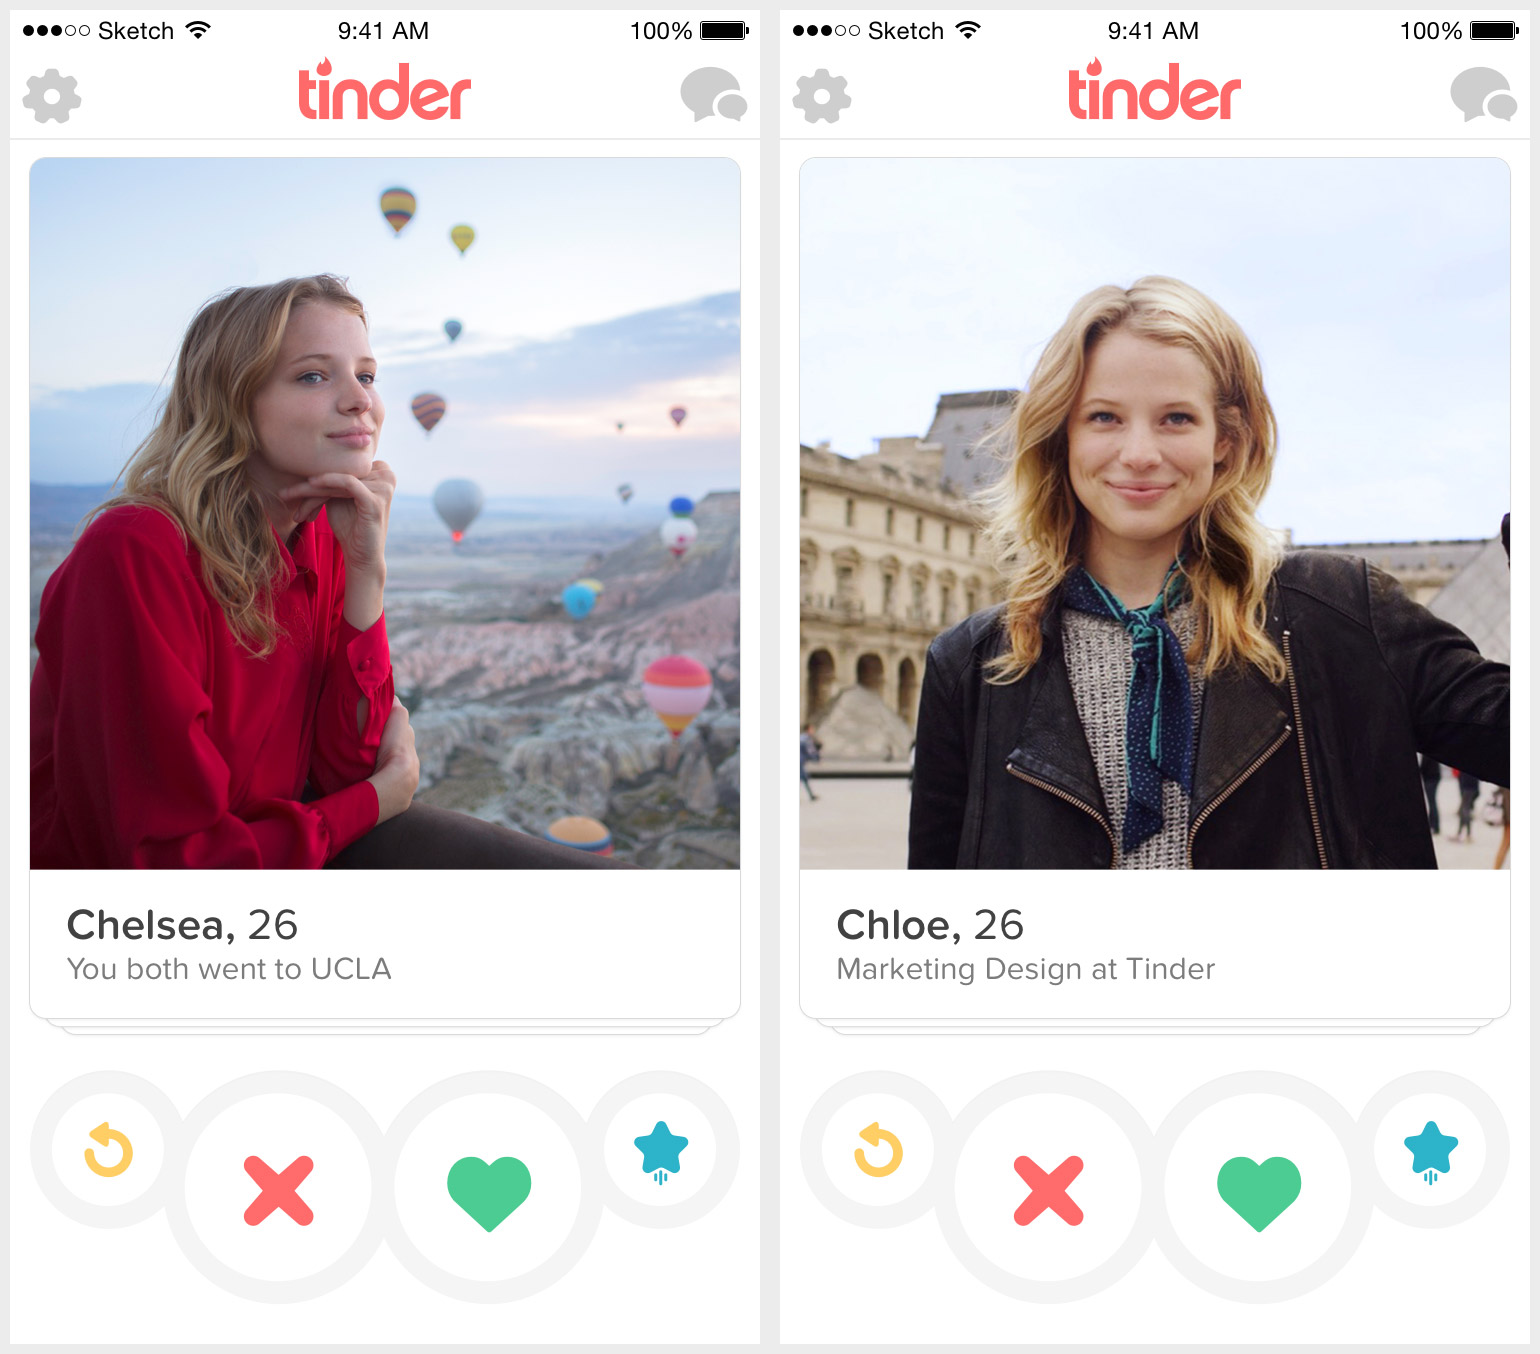 Sketch 9:41 AM 100%
tinder
Chelsea, 26
You both went to UCLA
Sketch 9:41 AM 100%
tinder
Chloe, 26
Marketing Design at Tinder